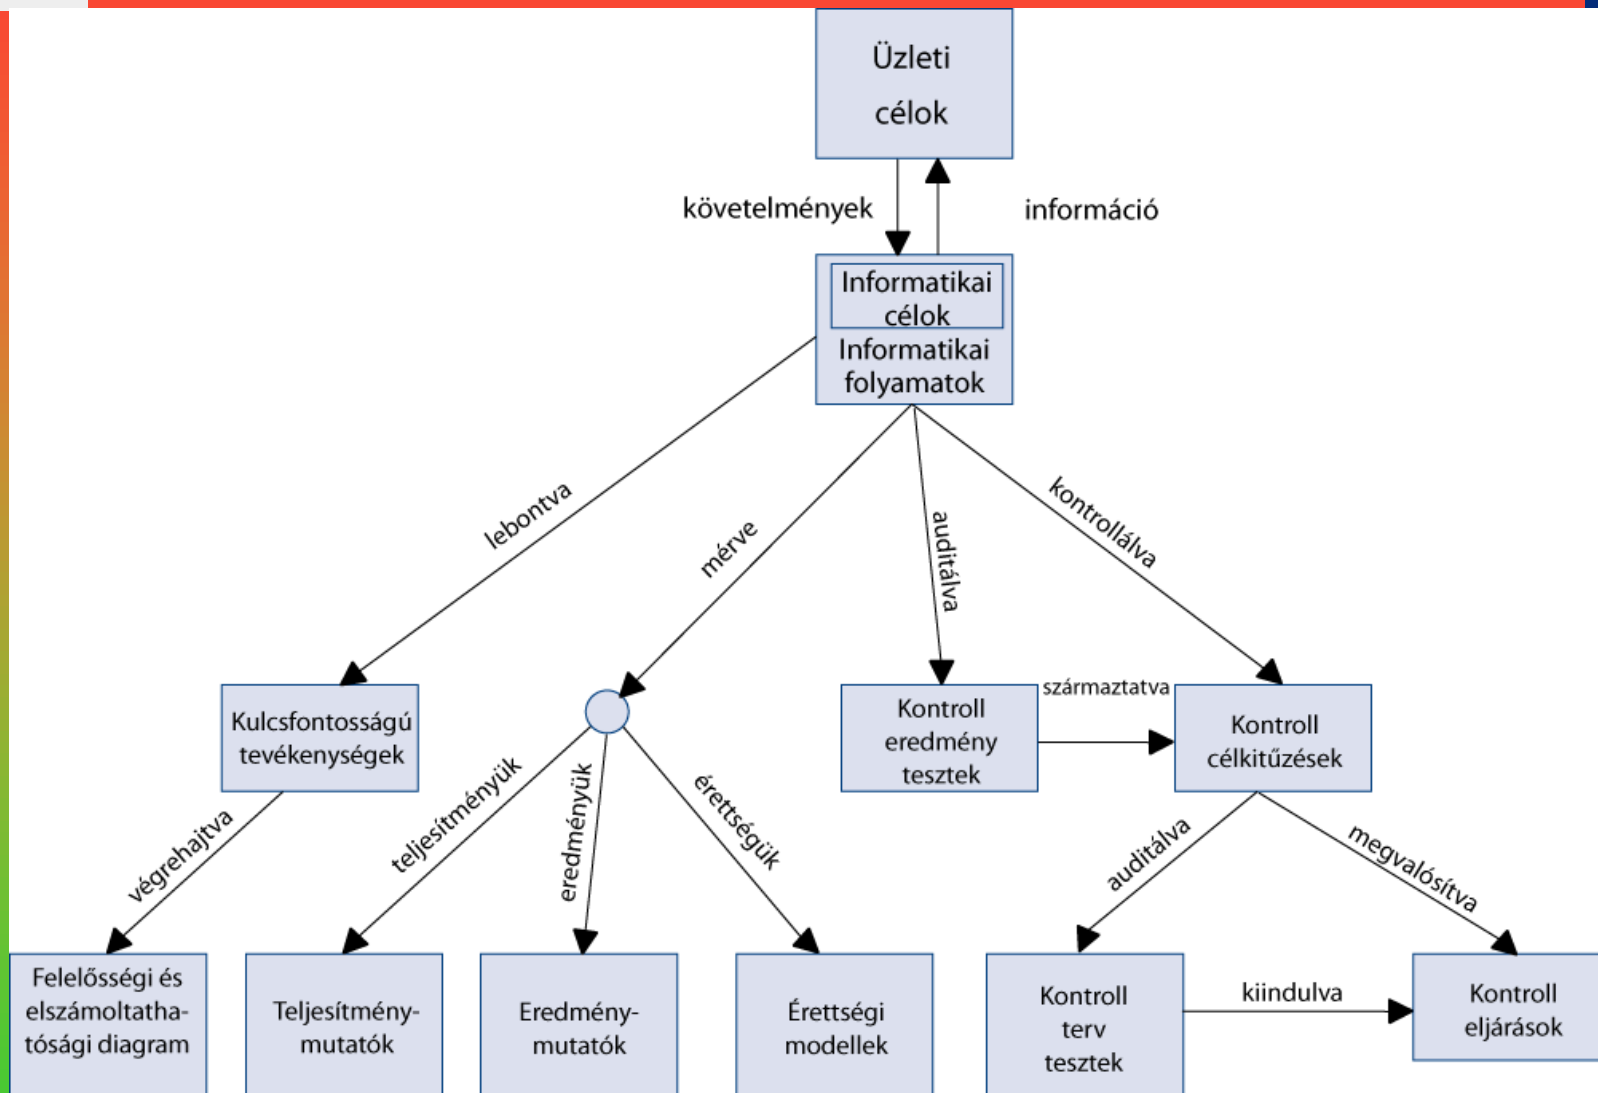 Üzleti
célok
követelmények
információ
Informatikai
célok
Informatikai
folyamatok
lebontva
mérve
auditálva
kontrollálva
Kulcsfontosságú
tevékenységek
Kontroll
eredmény
tesztek
származtatva
Kontroll
célkitűzések
végrehajtva
teljesítményük
eredményük
érettségük
auditálva
megvalósítva
Felelősségi és
elszámoltatha-
tósági diagram
Teljesítmény-
mutatók
Eredmény-
mutatók
Érettségi
modellek
Kontroll
terv
tesztek
kiindulva
Kontroll
eljárások